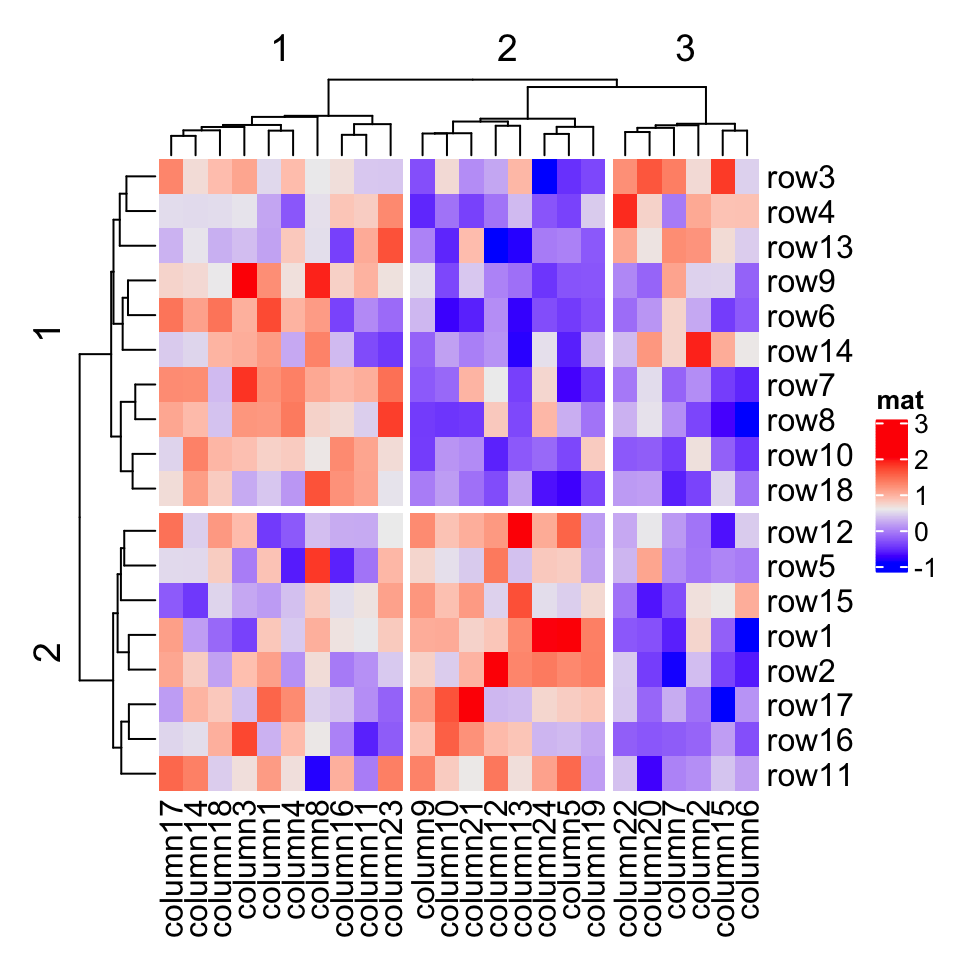 1 2 3
row3
row4
row13
row9
1
row6
row14
row7
mat
row8
3
2
row10
1
row18
0
row12
-1
row5
row15
row1
2
row2
row17
row16
row11
column17
column14
column18
column3
column1
column4
column8
column16
column11
column23
column9
column10
column21
column12
column13
column24
column5
column19
column22
column20
column7
column2
column15
column6